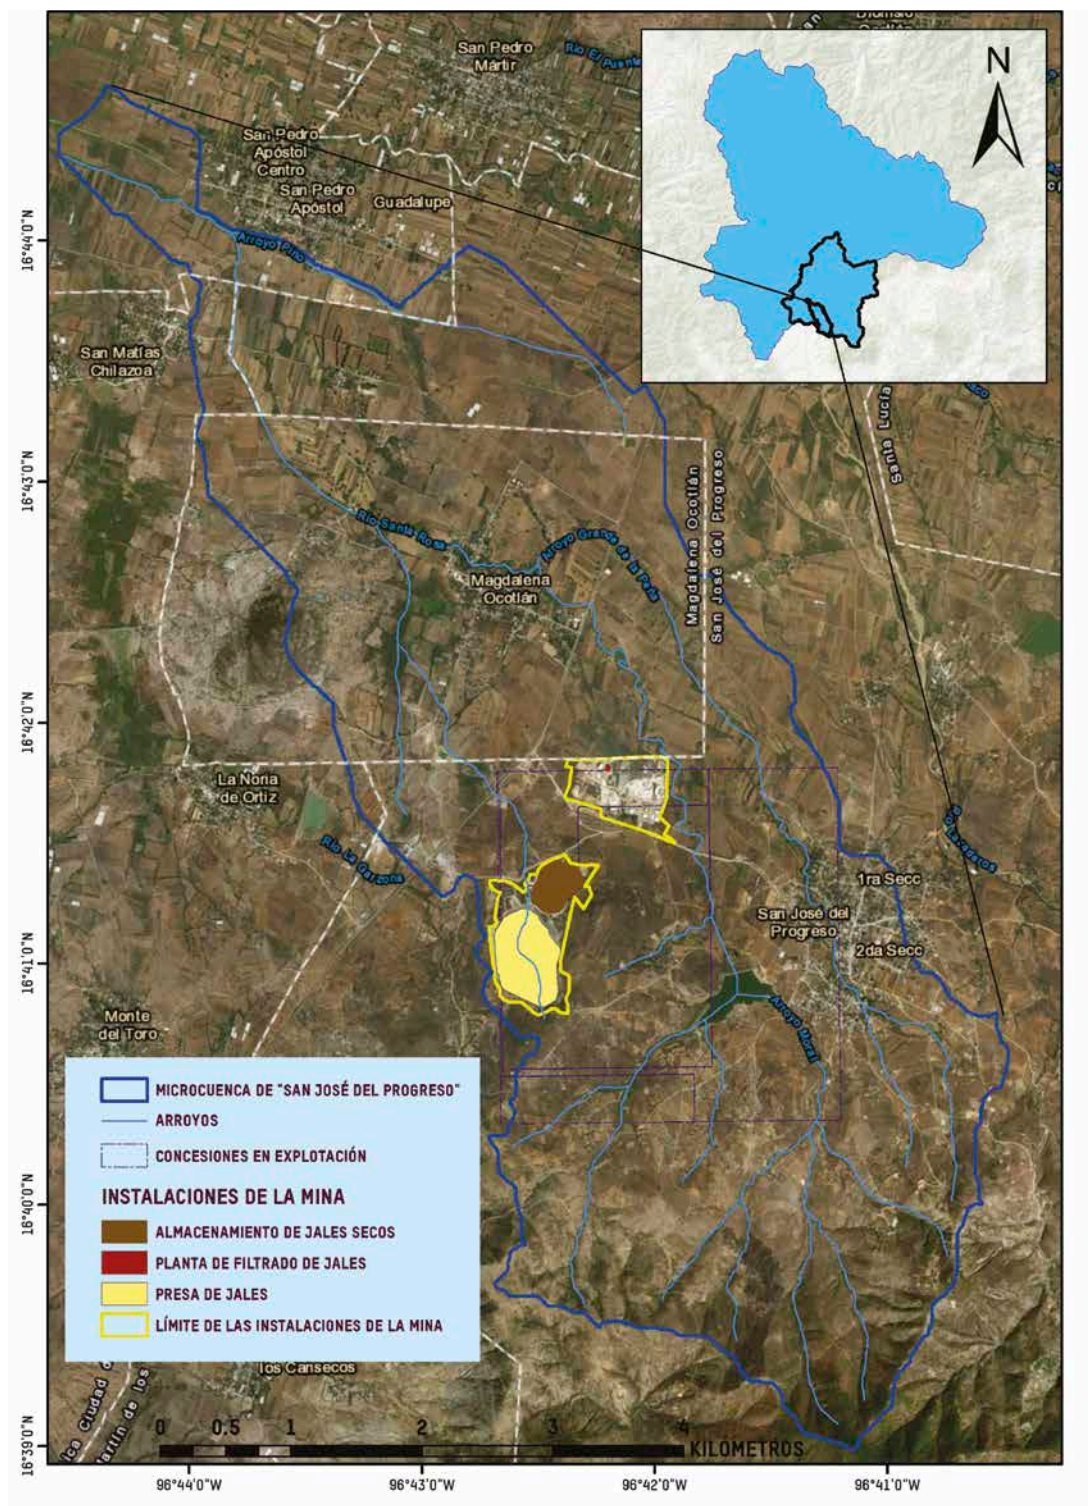 San Pedro
Mártir
Río El Puente
N
San Pedro
Apóstol
Centro
San Pedro
Apóstol
Guadalupe
Arroyo Piño
San Matías
Chilazoa
Santa Lucía
Magdalena Ocotlán
San José del Progreso
Río Santa Rosa
Arroyo Grande de la Peña
Magdalena
Ocotlán
La Noria
de Ortiz
Río La Garzona
1ra Secc
San José del
Progreso
2da Secc
Arroyo Moral
Monte
del Toro
MICROCUENCA DE "SAN JOSÉ DEL PROGRESO"
ARROYOS
CONCESIONES EN EXPLOTACIÓN
INSTALACIONES DE LA MINA
ALMACENAMIENTO DE JALES SECOS
PLANTA DE FILTRADO DE JALES
PRESA DE JALES
LÍMITE DE LAS INSTALACIONES DE LA MINA
los Cansecos
0 0.5 1 2 3 4
KILÓMETROS
16°44'0"N
16°43'0"N
16°42'0"N
16°41'0"N
16°40'0"N
16°39'0"N
96°44'0"W 96°43'0"W 96°42'0"W 96°41'0"W